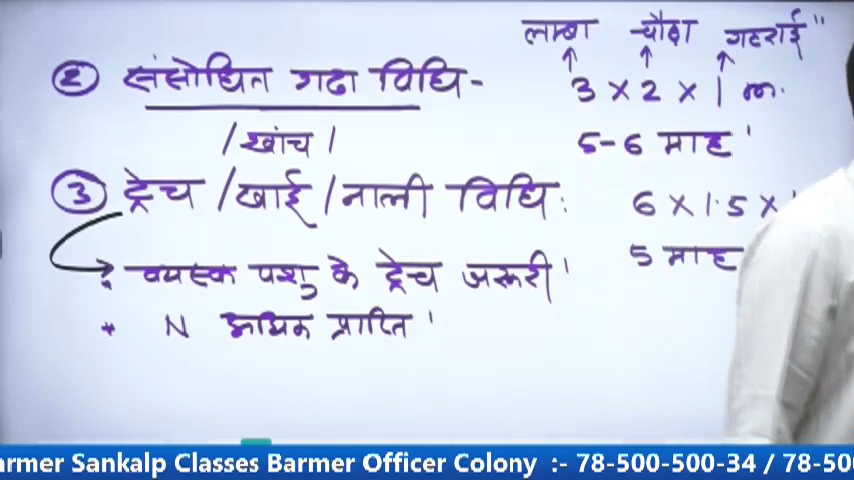 लम्बा चौड़ा गहराई"
② संसोधित गढा विधि - 3 × 2 × 1 m.
/खांच/ 5-6 माह'
③ ट्रेच /खाई/नाली विधि: 6 × 1.5 ×
* वयस्क पशु के ट्रेच जरूरी' 5 माह
* N अधिक प्राप्ति'
armer Sankalp Classes Barmer Officer Colony :- 78-500-500-34 / 78-50